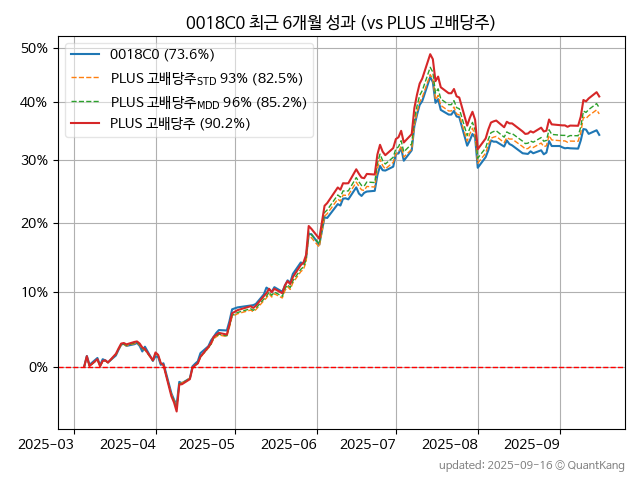 0018C0 최근 6개월 성과 (vs PLUS 고배당주)
0018C0 (73.6%)
PLUS 고배당주STD 93% (82.5%)
PLUS 고배당주MDD 96% (85.2%)
PLUS 고배당주 (90.2%)
50%
40%
30%
20%
10%
0%
2025-03 2025-04 2025-05 2025-06 2025-07 2025-08 2025-09
updated: 2025-09-16 © QuantKang